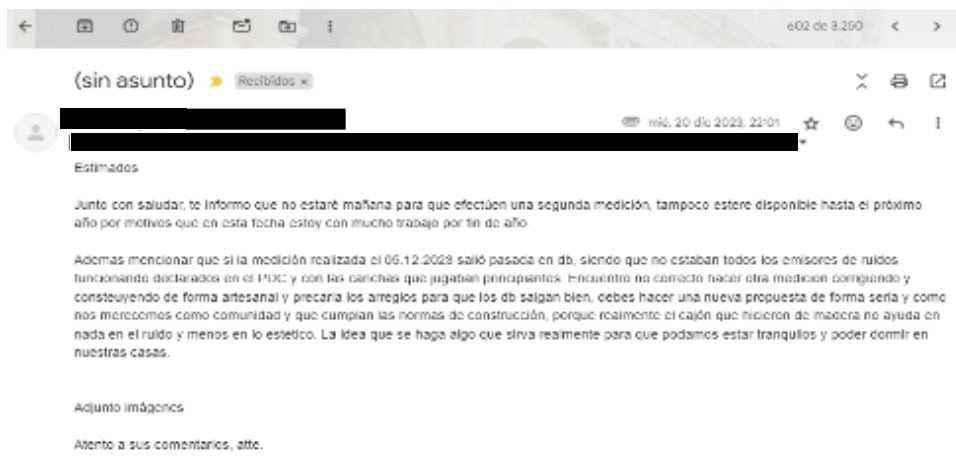 602 de 3.250
(sin asunto) Recibidos ×
mié, 20 dic 2023, 22:01
Estimados
Junto con saludar, te informo que no estaré mañana para que efectúen una segunda medición, tampoco estere disponible hasta el próximo
año por motivos que en esta fecha estoy con mucho trabajo por fin de año.
Ademas mencionar que si la medición realizada el 05.12.2023 salió pasada en db, siendo que no estaban todos los emisores de ruidos
funcionando declarados en el PDC y con las canchas que jugaban principiantes. Encuentro no correcto hacer otra medicion corrigiendo y
consteuyendo de forma artesanal y precaria los arreglos para que los db salgan bien, debes hacer una nueva propuesta de forma seria y como
nos merecemos como comunidad y que cumplan las normas de construcción, porque realmente el cajón que hicieron de madera no ayuda en
nada en el ruido y menos en lo estetico. La idea que se haga algo que sirva realmente para que podamos estar tranquilos y poder dormir en
nuestras casas.
Adjunto imágenes
Atento a sus comentarios, atte.